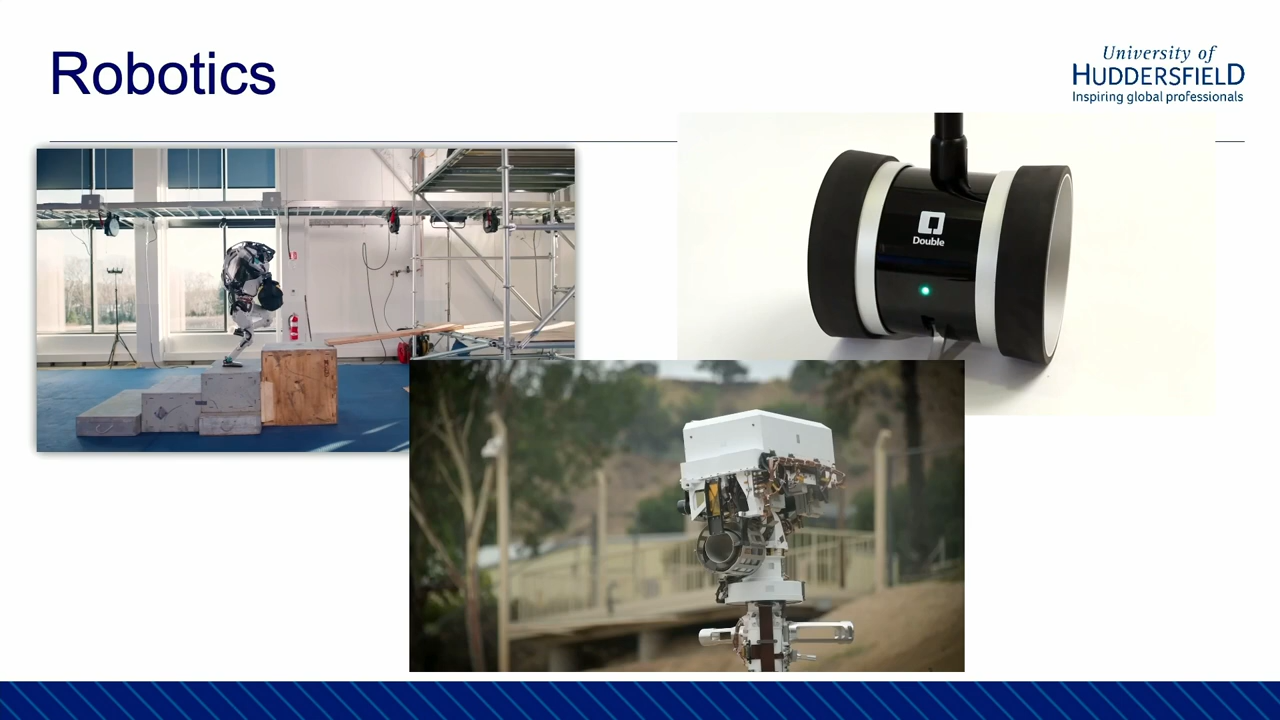 Robotics
University of
HUDDERSFIELD
Inspiring global professionals
Double